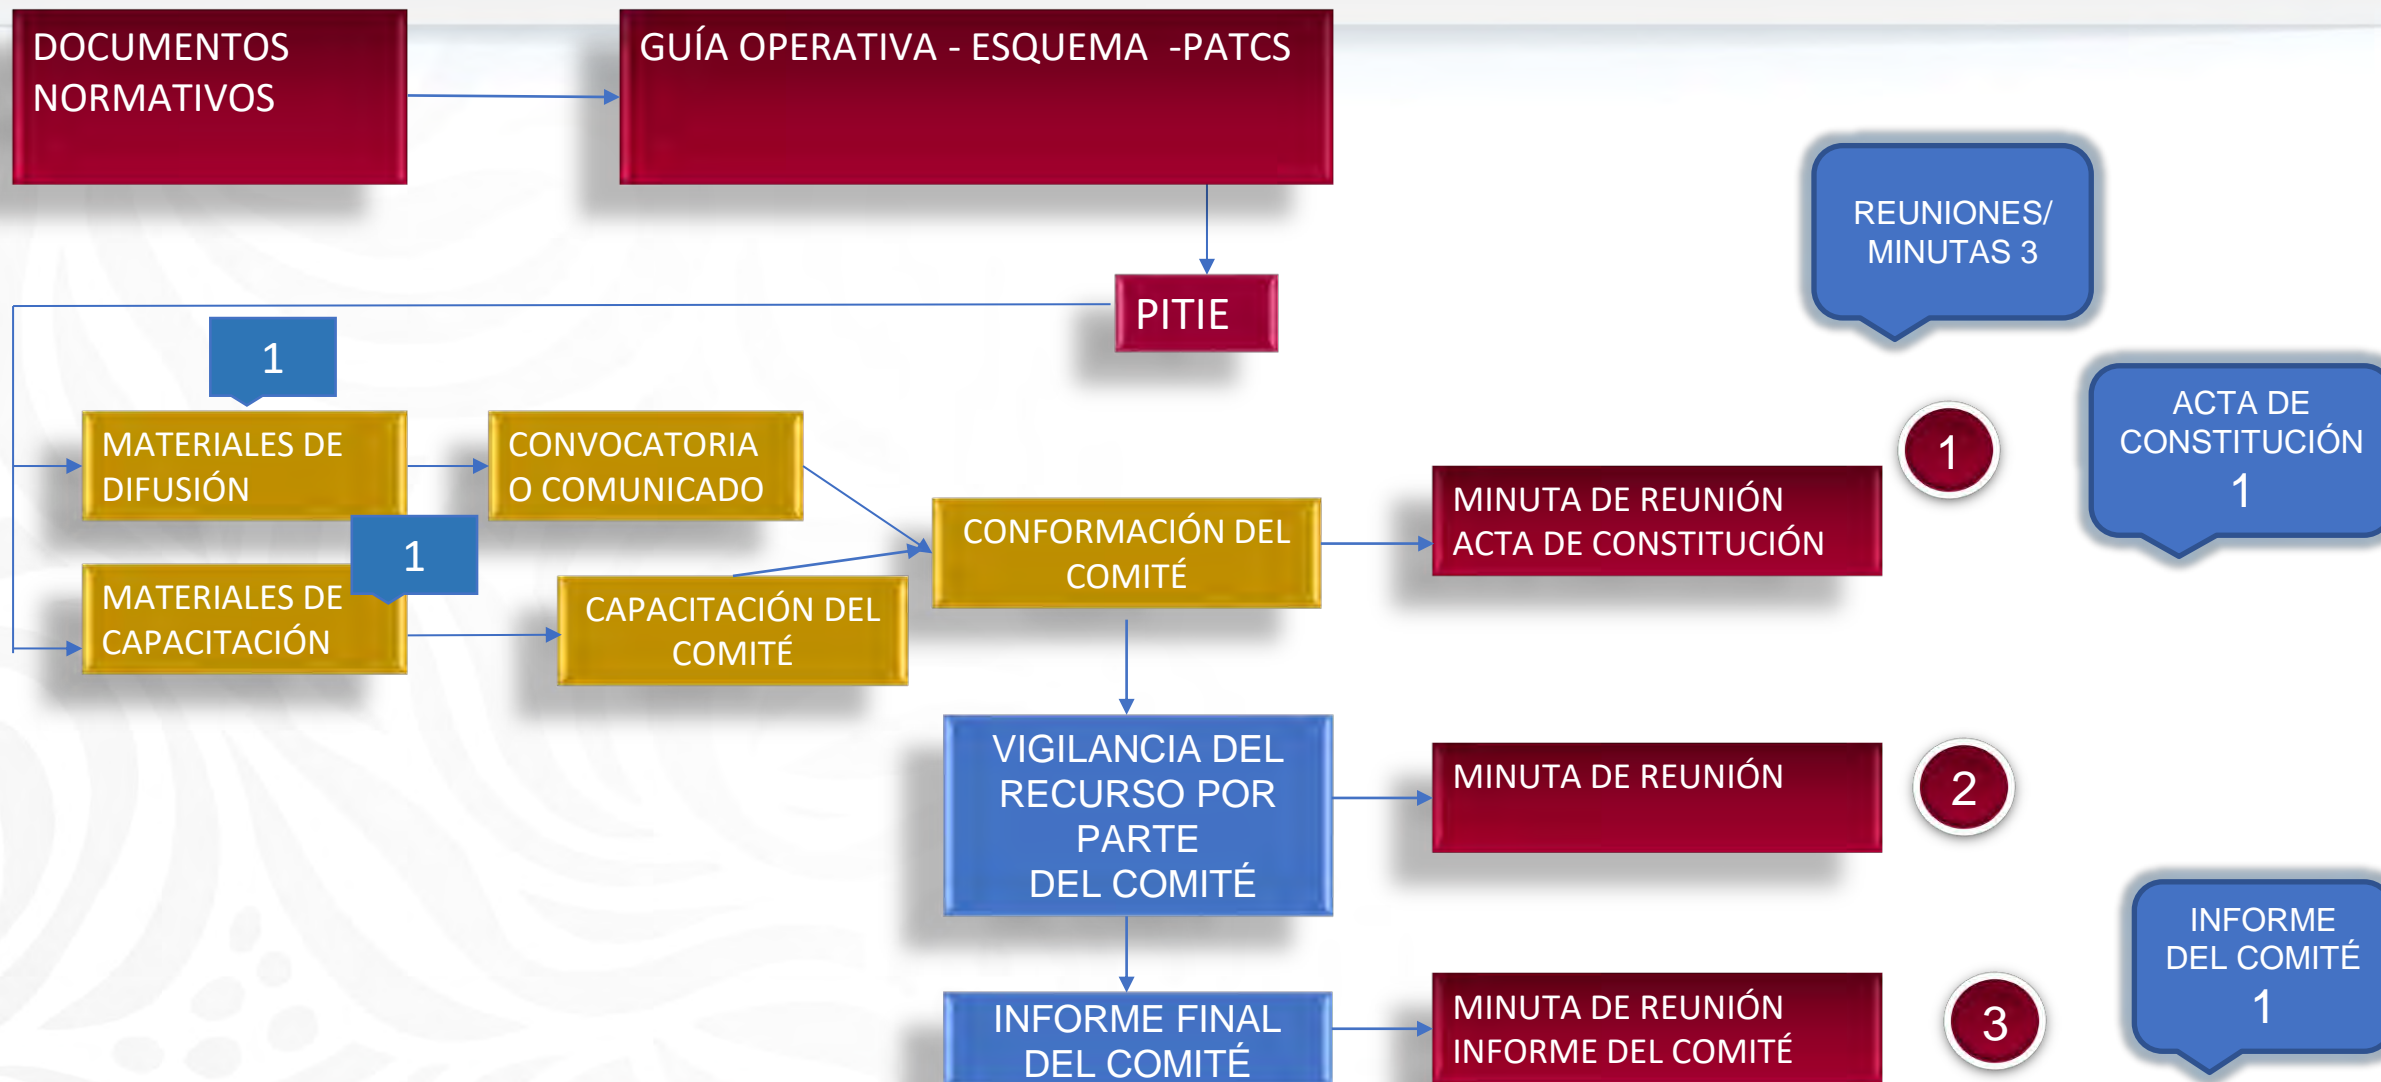 DOCUMENTOS
NORMATIVOS
GUÍA OPERATIVA - ESQUEMA -PATCS
REUNIONES/
MINUTAS 3
PITIE
1
ACTA DE
CONSTITUCIÓN
1
MATERIALES DE
DIFUSIÓN
CONVOCATORIA
O COMUNICADO
1
MINUTA DE REUNIÓN
ACTA DE CONSTITUCIÓN
CONFORMACIÓN DEL
COMITÉ
1
MATERIALES DE
CAPACITACIÓN
CAPACITACIÓN DEL
COMITÉ
VIGILANCIA DEL
RECURSO POR
PARTE
DEL COMITÉ
MINUTA DE REUNIÓN
2
INFORME
DEL COMITÉ
1
INFORME FINAL
DEL COMITÉ
MINUTA DE REUNIÓN
INFORME DEL COMITÉ
3